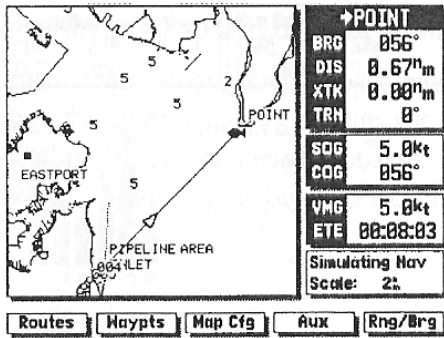 →POINT
BRG 056°
DIS 0.67nm
XTK 0.00nm
TRN 0°
SOG 5.0kt
COG 056°
VMG 5.0kt
ETE 00:08:03
Simulating Nav
Scale: 2
5
5
5
5
5
2
POINT
EASTPORT
PIPELINE AREA
004 INLET
Routes Waypts Map Cfg Aux Rng/Brg